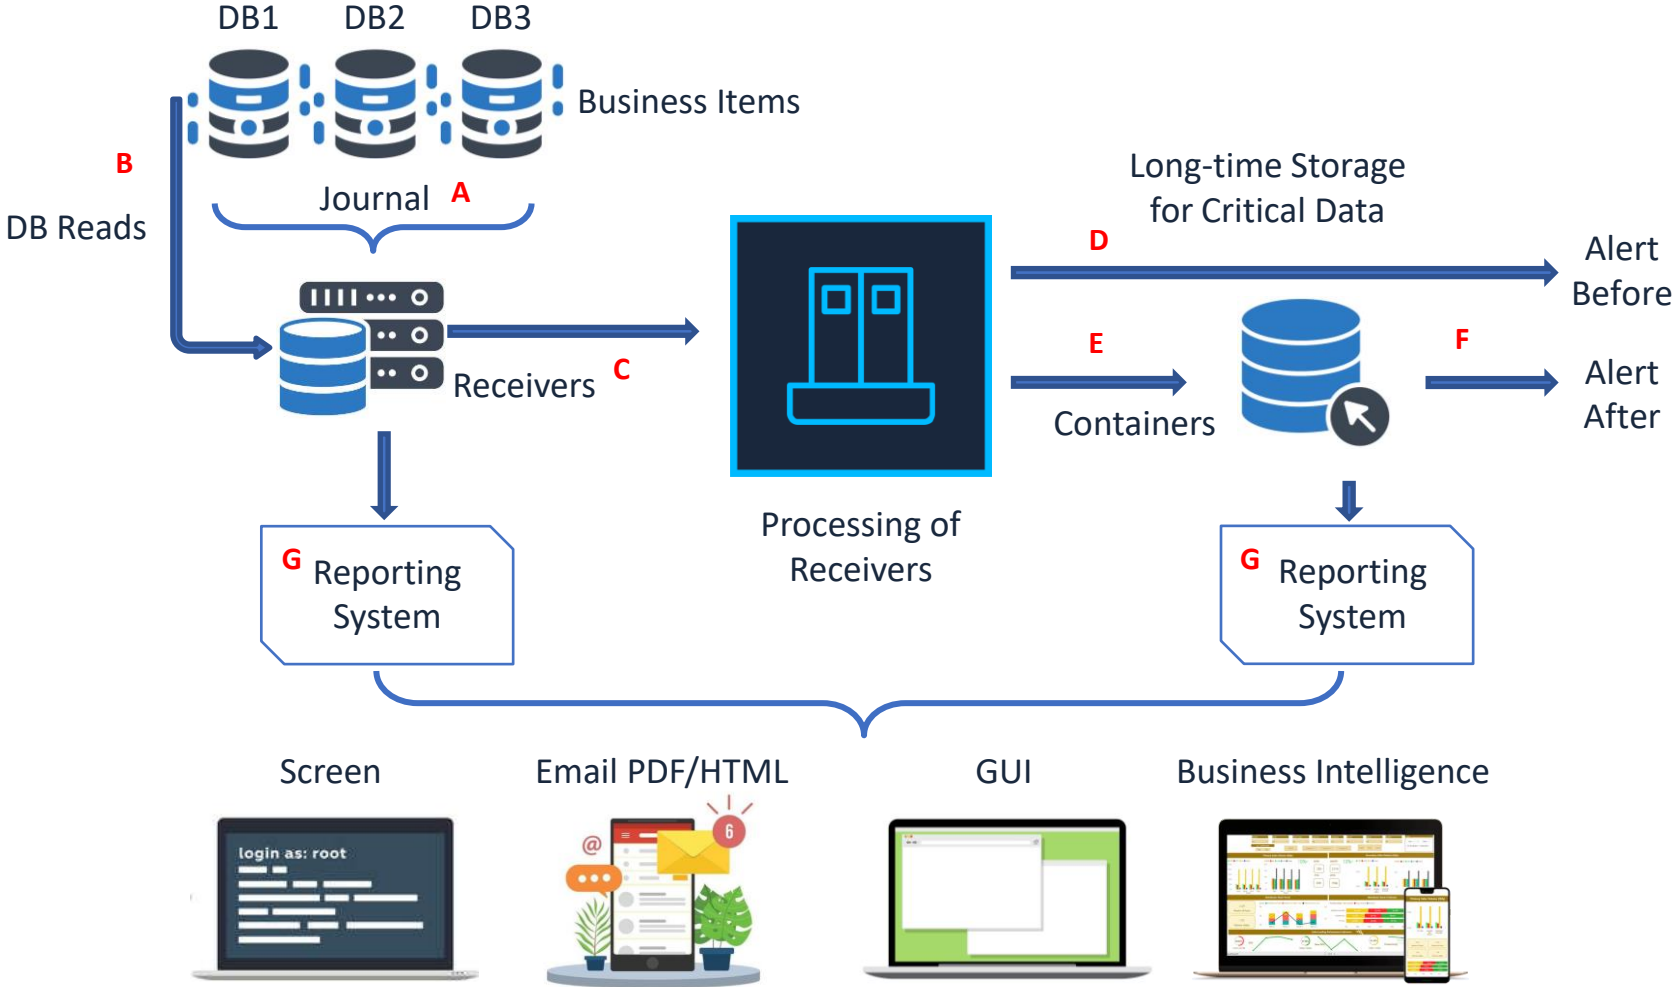 DB1 DB2 DB3
Business Items
B
Journal A
DB Reads
Long-time Storage
for Critical Data
D
Alert
Before
E
F
Receivers C
Alert
After
Containers
Processing of
Receivers
G Reporting
System
G Reporting
System
Screen
Email PDF/HTML
GUI
Business Intelligence
login as: root
@
6